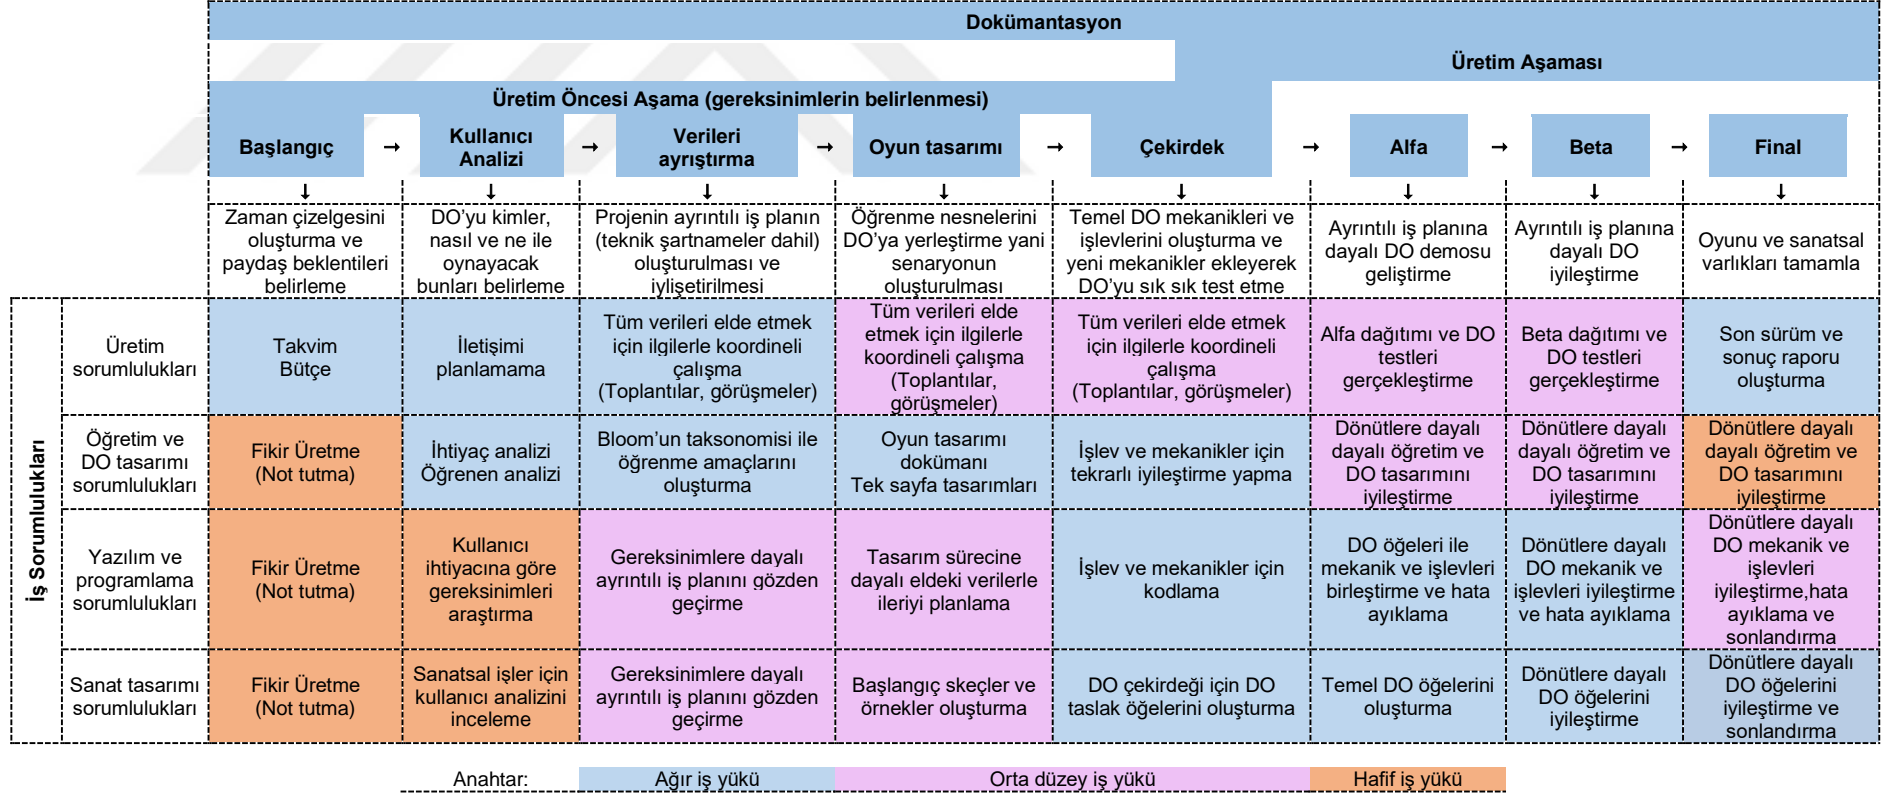 Dokümantasyon
Üretim Aşaması
Üretim Öncesi Aşama (gereksinimlerin belirlenmesi)
Başlangıç
→
Kullanıcı
Analizi
→
Verileri
ayrıştırma
→
Oyun tasarımı
→
Çekirdek
→
Alfa
→
Beta
→
Final
Zaman çizelgesini
oluşturma ve
paydaş beklentileri
belirleme
DO’yu kimler,
nasıl ve ne ile
oynayacak
bunları belirleme
Projenin ayrıntılı iş planın
(teknik şartnameler dahil)
oluşturulması ve
iylişetirilmesi
Öğrenme nesnelerini
DO’ya yerleştirme yani
senaryonun
oluşturulması
Temel DO mekanikleri ve
işlevlerini oluşturma ve
yeni mekanikler ekleyerek
DO’yu sık sık test etme
Ayrıntılı iş planına
dayalı DO demosu
geliştirme
Ayrıntılı iş planına
dayalı DO
iyileştirme
Oyunu ve sanatsal
varlıkları tamamla
İş Sorumlulukları
Üretim
sorumlulukları
Takvim
Bütçe
İletişimi
planlamama
Tüm verileri elde etmek
için ilgilerle koordineli
çalışma
(Toplantılar, görüşmeler)
Tüm verileri elde
etmek için ilgilerle
koordineli çalışma
(Toplantılar,
görüşmeler)
Tüm verileri elde etmek
için ilgilerle koordineli
çalışma
(Toplantılar, görüşmeler)
Alfa dağıtımı ve DO
testleri
gerçekleştirme
Beta dağıtımı ve
DO testleri
gerçekleştirme
Son sürüm ve
sonuç raporu
oluşturma
Öğretim ve
DO tasarımı
sorumlulukları
Fikir Üretme
(Not tutma)
İhtiyaç analizi
Öğrenen analizi
Bloom’un taksonomisi ile
öğrenme amaçlarını
oluşturma
Oyun tasarımı
dokümanı
Tek sayfa tasarımları
İşlev ve mekanikler için
tekrarlı iyileştirme yapma
Dönütlere dayalı
dayalı öğretim ve
DO tasarımını
iyileştirme
Dönütlere dayalı
dayalı öğretim ve
DO tasarımını
iyileştirme
Dönütlere dayalı
dayalı öğretim ve
DO tasarımını
iyileştirme
Yazılım ve
programlama
sorumlulukları
Fikir Üretme
(Not tutma)
Kullanıcı
ihtiyacına göre
gereksinimleri
araştırma
Gereksinimlere dayalı
ayrıntılı iş planını gözden
geçirme
Tasarım sürecine
dayalı eldeki verilerle
ileriyi planlama
İşlev ve mekanikler için
kodlama
DO öğeleri ile
mekanik ve işlevleri
birleştirme ve hata
ayıklama
Dönütlere dayalı
DO mekanik ve
işlevleri iyileştirme
ve hata ayıklama
Dönütlere dayalı
DO mekanik ve
işlevleri
iyileştirme,hata
ayıklama ve
sonlandırma
Sanat tasarımı
sorumlulukları
Fikir Üretme
(Not tutma)
Sanatsal işler için
kullanıcı analizini
inceleme
Gereksinimlere dayalı
ayrıntılı iş planını gözden
geçirme
Başlangıç skeçler ve
örnekler oluşturma
DO çekirdeği için DO
taslak öğelerini oluşturma
Temel DO öğelerini
oluşturma
Dönütlere dayalı
DO öğelerini
iyileştirme
Dönütlere dayalı
DO öğelerini
iyileştirme ve
sonlandırma
Anahtar:
Ağır iş yükü
Orta düzey iş yükü
Hafif iş yükü